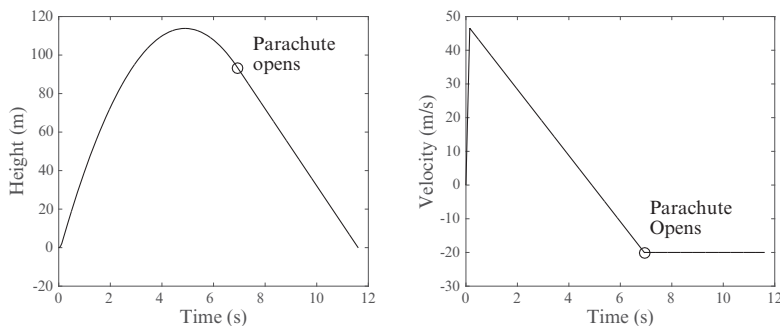 120
100
80
60
40
20
0
-20
Height (m)
Parachute
opens
0 2 4 6 8 10 12
Time (s)
50
40
30
20
10
0
-10
-20
-30
Velocity (m/s)
Parachute
Opens
0 2 4 6 8 10 12
Time (s)